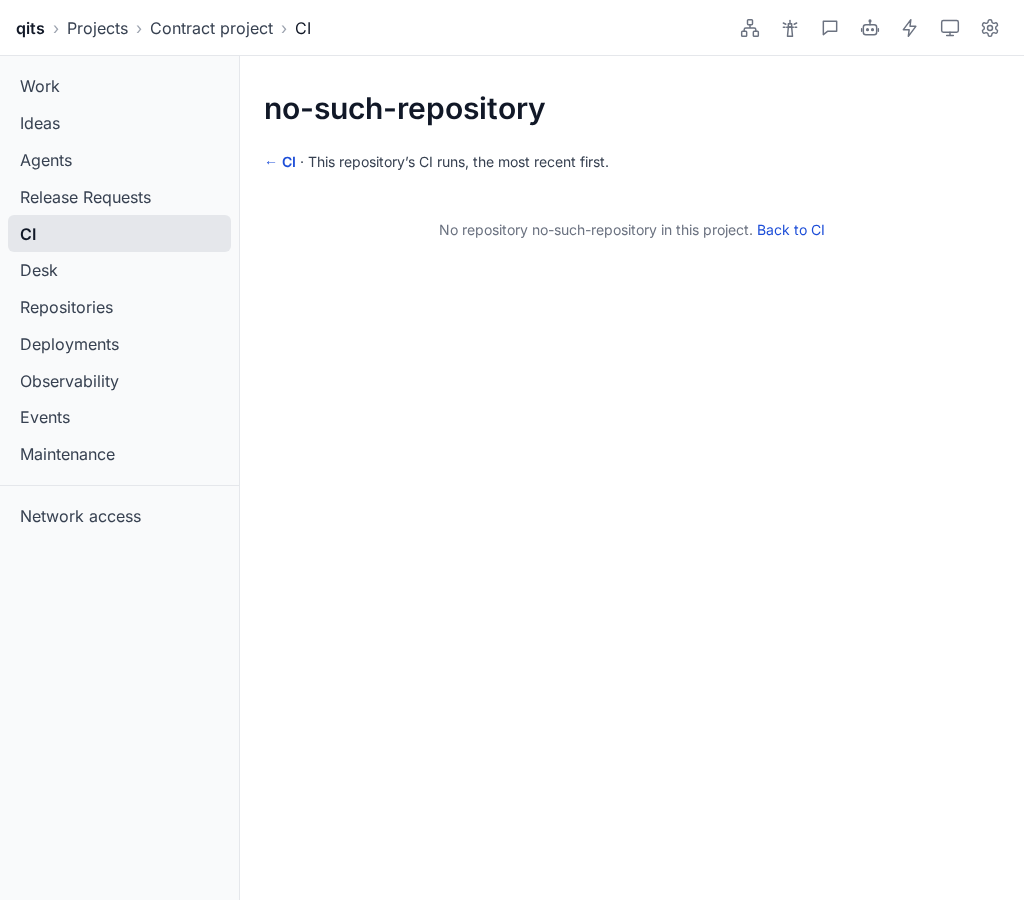 qits › Projects › Contract project › CI
Work
Ideas
Agents
Release Requests
CI
Desk
Repositories
Deployments
Observability
Events
Maintenance
Network access
no-such-repository
← CI · This repository’s CI runs, the most recent first.
No repository no-such-repository in this project. Back to CI